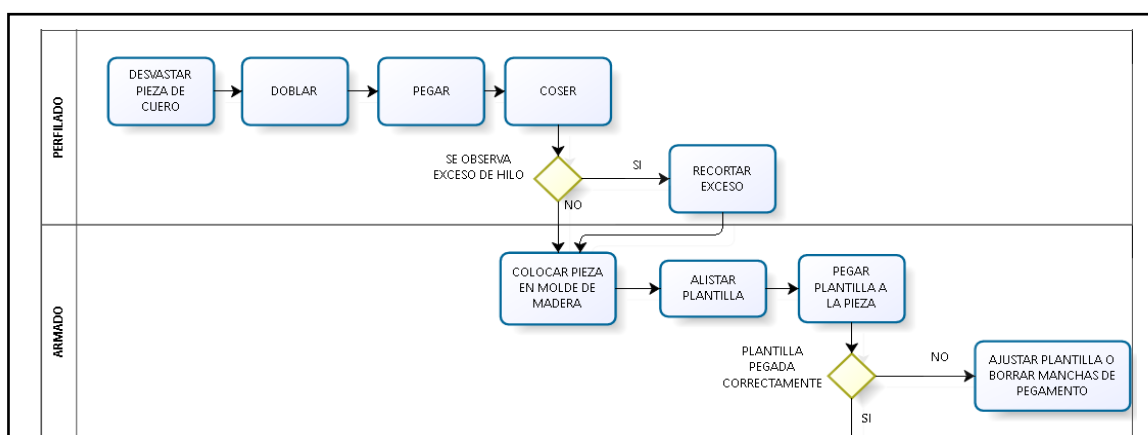 PERFILADO
DESVASTAR
PIEZA DE
CUERO
DOBLAR
PEGAR
COSER
SE OBSERVA
EXCESO DE HILO
SI
RECORTAR
EXCESO
NO
ARMADO
COLOCAR PIEZA
EN MOLDE DE
MADERA
ALISTAR
PLANTILLA
PEGAR
PLANTILLA A
LA PIEZA
PLANTILLA
PEGADA
CORRECTAMENTE
NO
AJUSTAR PLANTILLA O
BORRAR MANCHAS DE
PEGAMENTO
SI